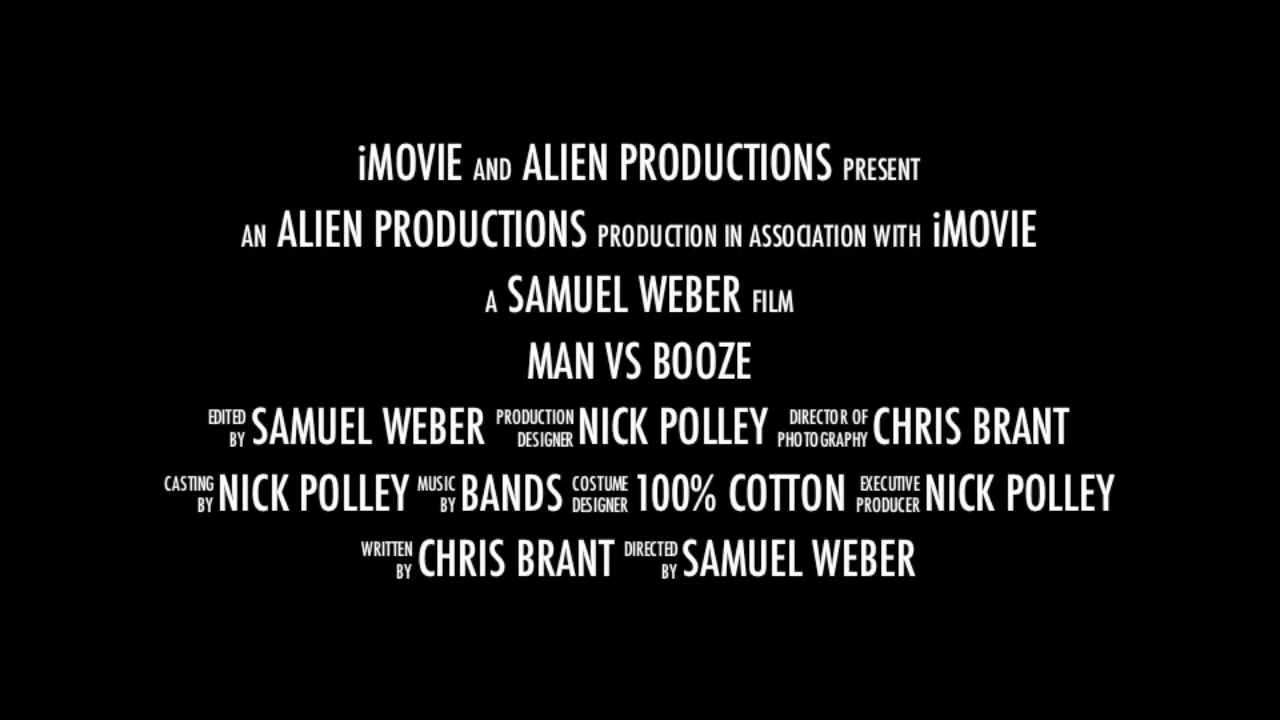 iMOVIE AND ALIEN PRODUCTIONS PRESENT
AN ALIEN PRODUCTIONS PRODUCTION IN ASSOCIATION WITH iMOVIE
A SAMUEL WEBER FILM
MAN VS BOOZE
EDITED BY SAMUEL WEBER PRODUCTION DESIGNER NICK POLLEY DIRECTOR OF PHOTOGRAPHY CHRIS BRANT
CASTING BY NICK POLLEY MUSIC BY BANDS COSTUME DESIGNER 100% COTTON EXECUTIVE PRODUCER NICK POLLEY
WRITTEN BY CHRIS BRANT DIRECTED BY SAMUEL WEBER